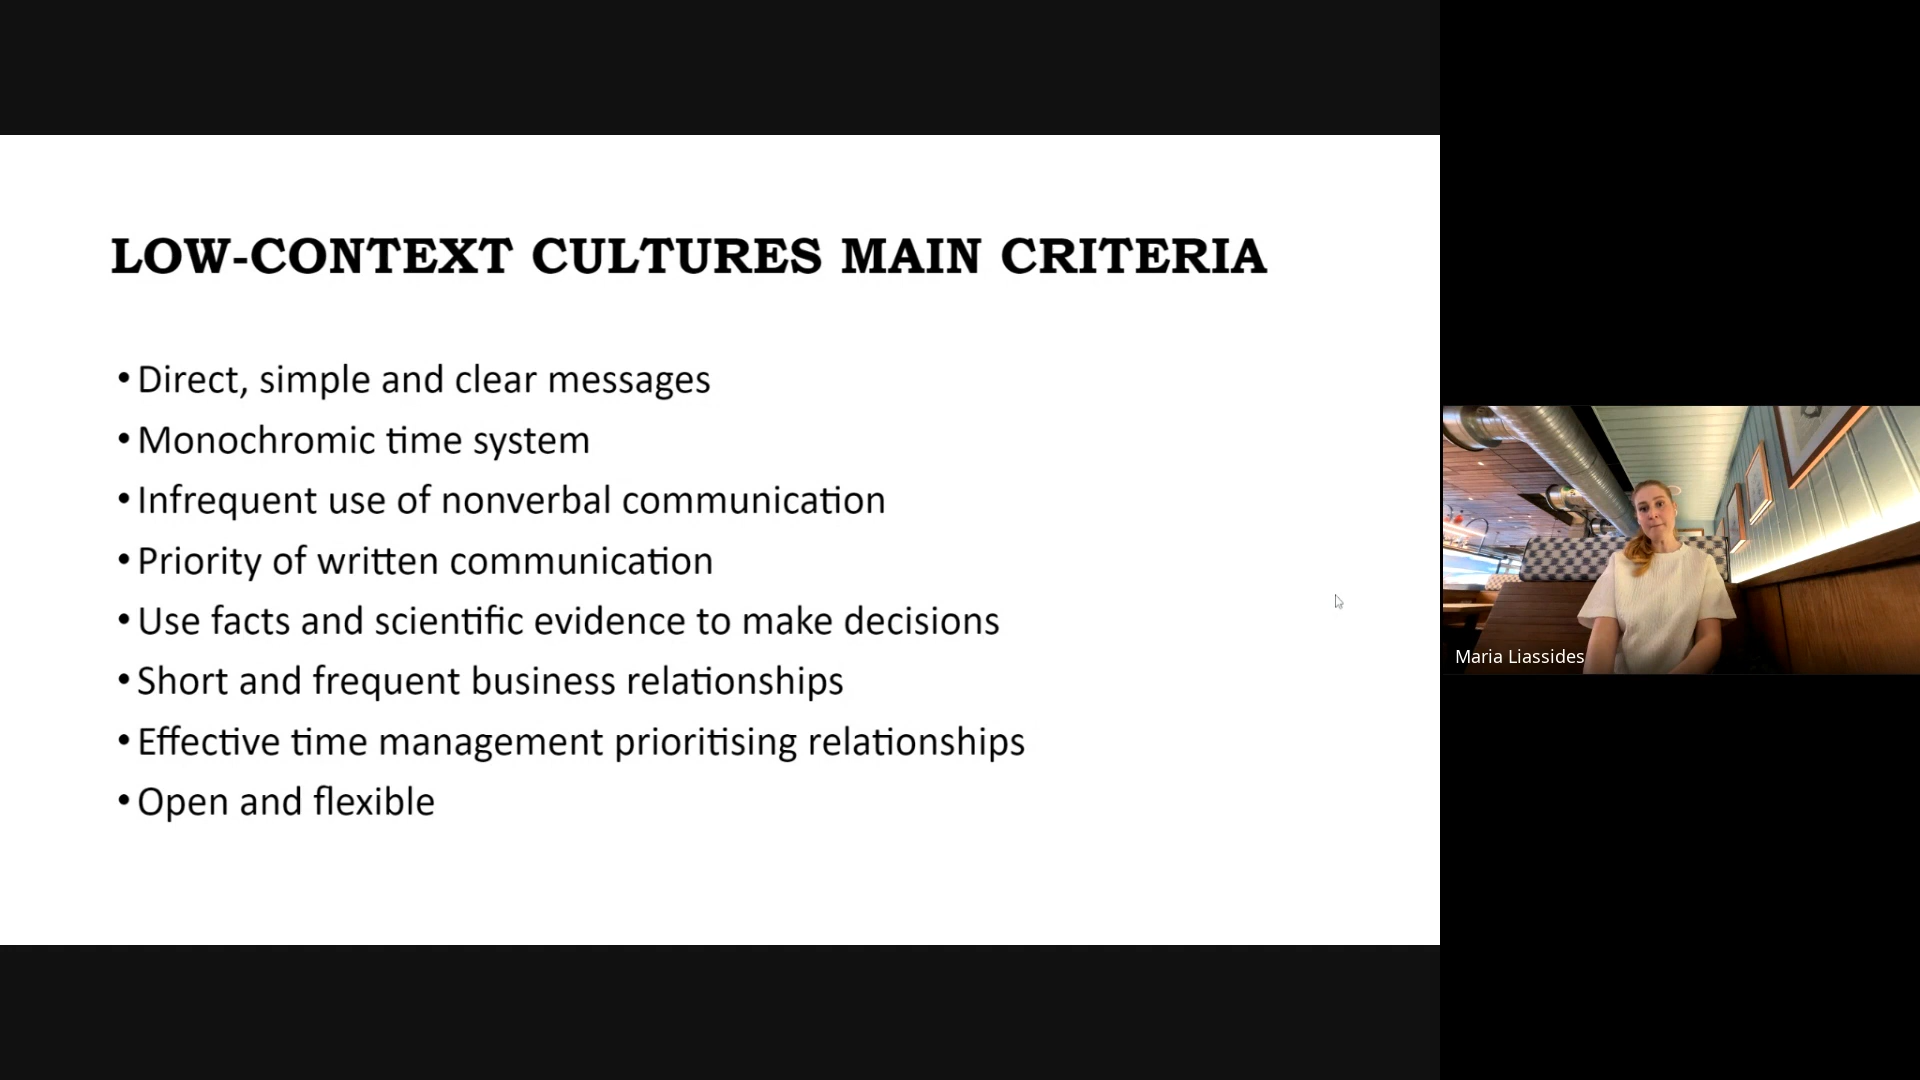 LOW-CONTEXT CULTURES MAIN CRITERIA
• Direct, simple and clear messages
• Monochromic time system
• Infrequent use of nonverbal communication
• Priority of written communication
• Use facts and scientific evidence to make decisions
• Short and frequent business relationships
• Effective time management prioritising relationships
• Open and flexible
Maria Liassides